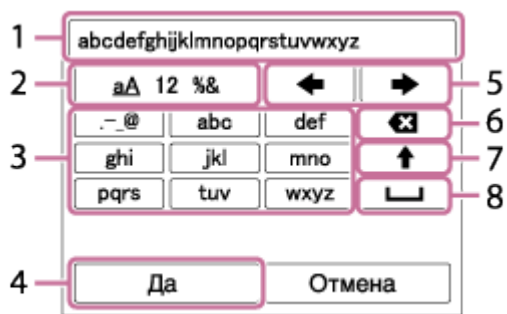 1 abcdefghijklmnopqrstuvwxyz
2 aA 12 %& 5
.-_@ abc def 6
3 ghi jkl mno 7
pqrs tuv wxyz 8
4 Да Отмена